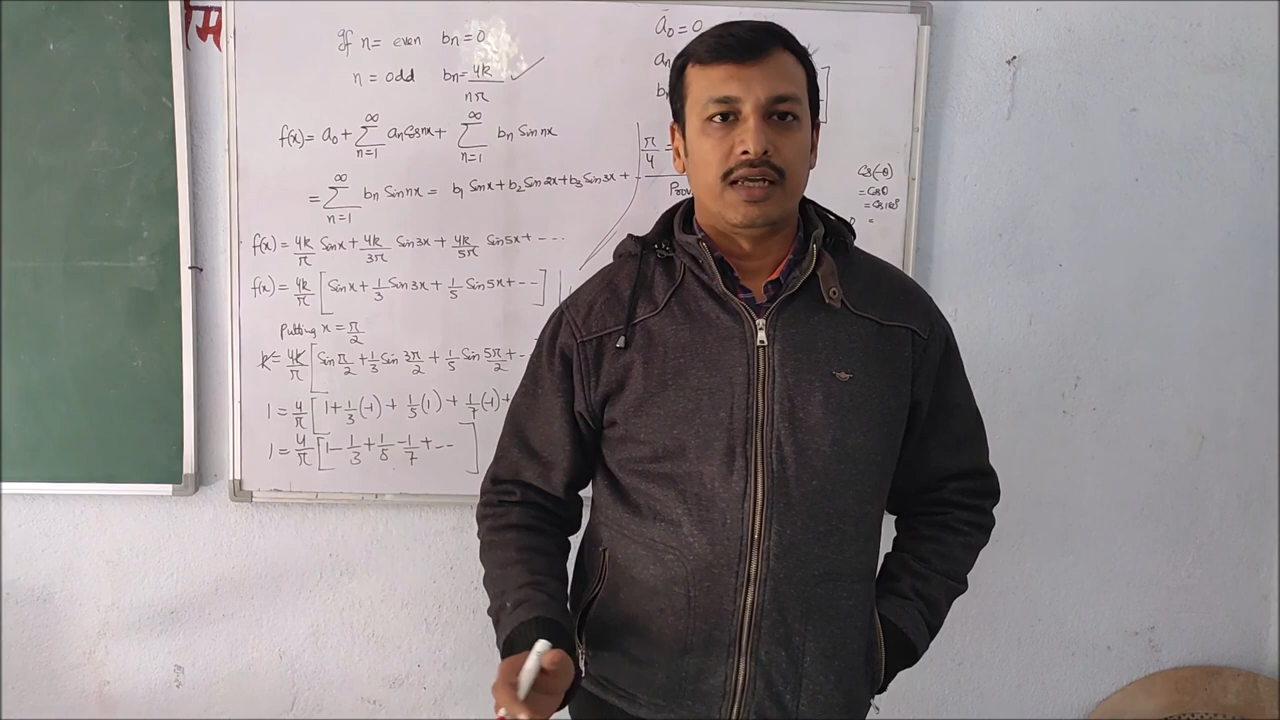 If n = even bn = 0
n = odd bn = 4k/nπ ✓
f(x) = a0 + ∑_{n=1}^{∞} an Cos nx + ∑_{n=1}^{∞} bn Sin nx
= ∑_{n=1}^{∞} bn Sin nx = b1 Sin x + b2 Sin 2x + b3 Sin 3x + -
f(x) = 4k/π Sin x + 4k/3π Sin 3x + 4k/5π Sin 5x + ----
f(x) = 4k/π [Sin x + 1/3 Sin 3x + 1/5 Sin 5x + --]
Putting x = π/2
k = 4k/π [Sin π/2 + 1/3 Sin 3π/2 + 1/5 Sin 5π/2 + --
1 = 4/π [1 + 1/3 (-1) + 1/5 (1) + 1/7 (-1) +
1 = 4/π [1 - 1/3 + 1/5 - 1/7 + ---]
a0 = 0
an
π/4 =
Prov
Cos(-θ)
= Cosθ